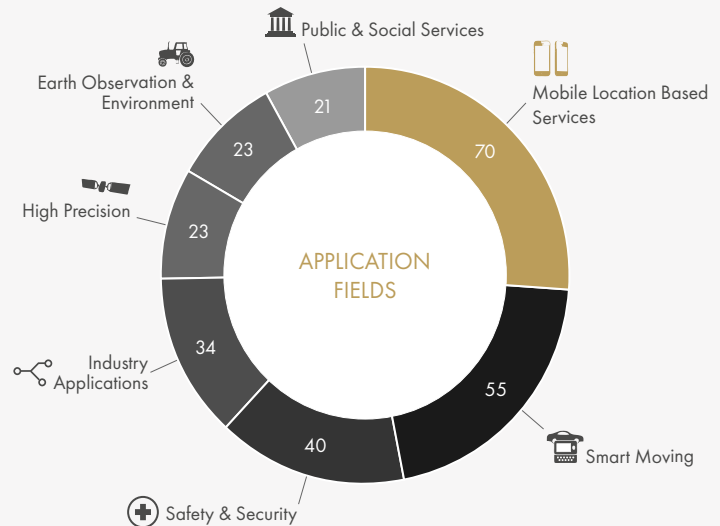 Public & Social Services
Earth Observation &
Environment
Mobile Location Based
Services
21
23
70
High Precision
23
APPLICATION
FIELDS
34
Industry
Applications
55
40
Smart Moving
Safety & Security